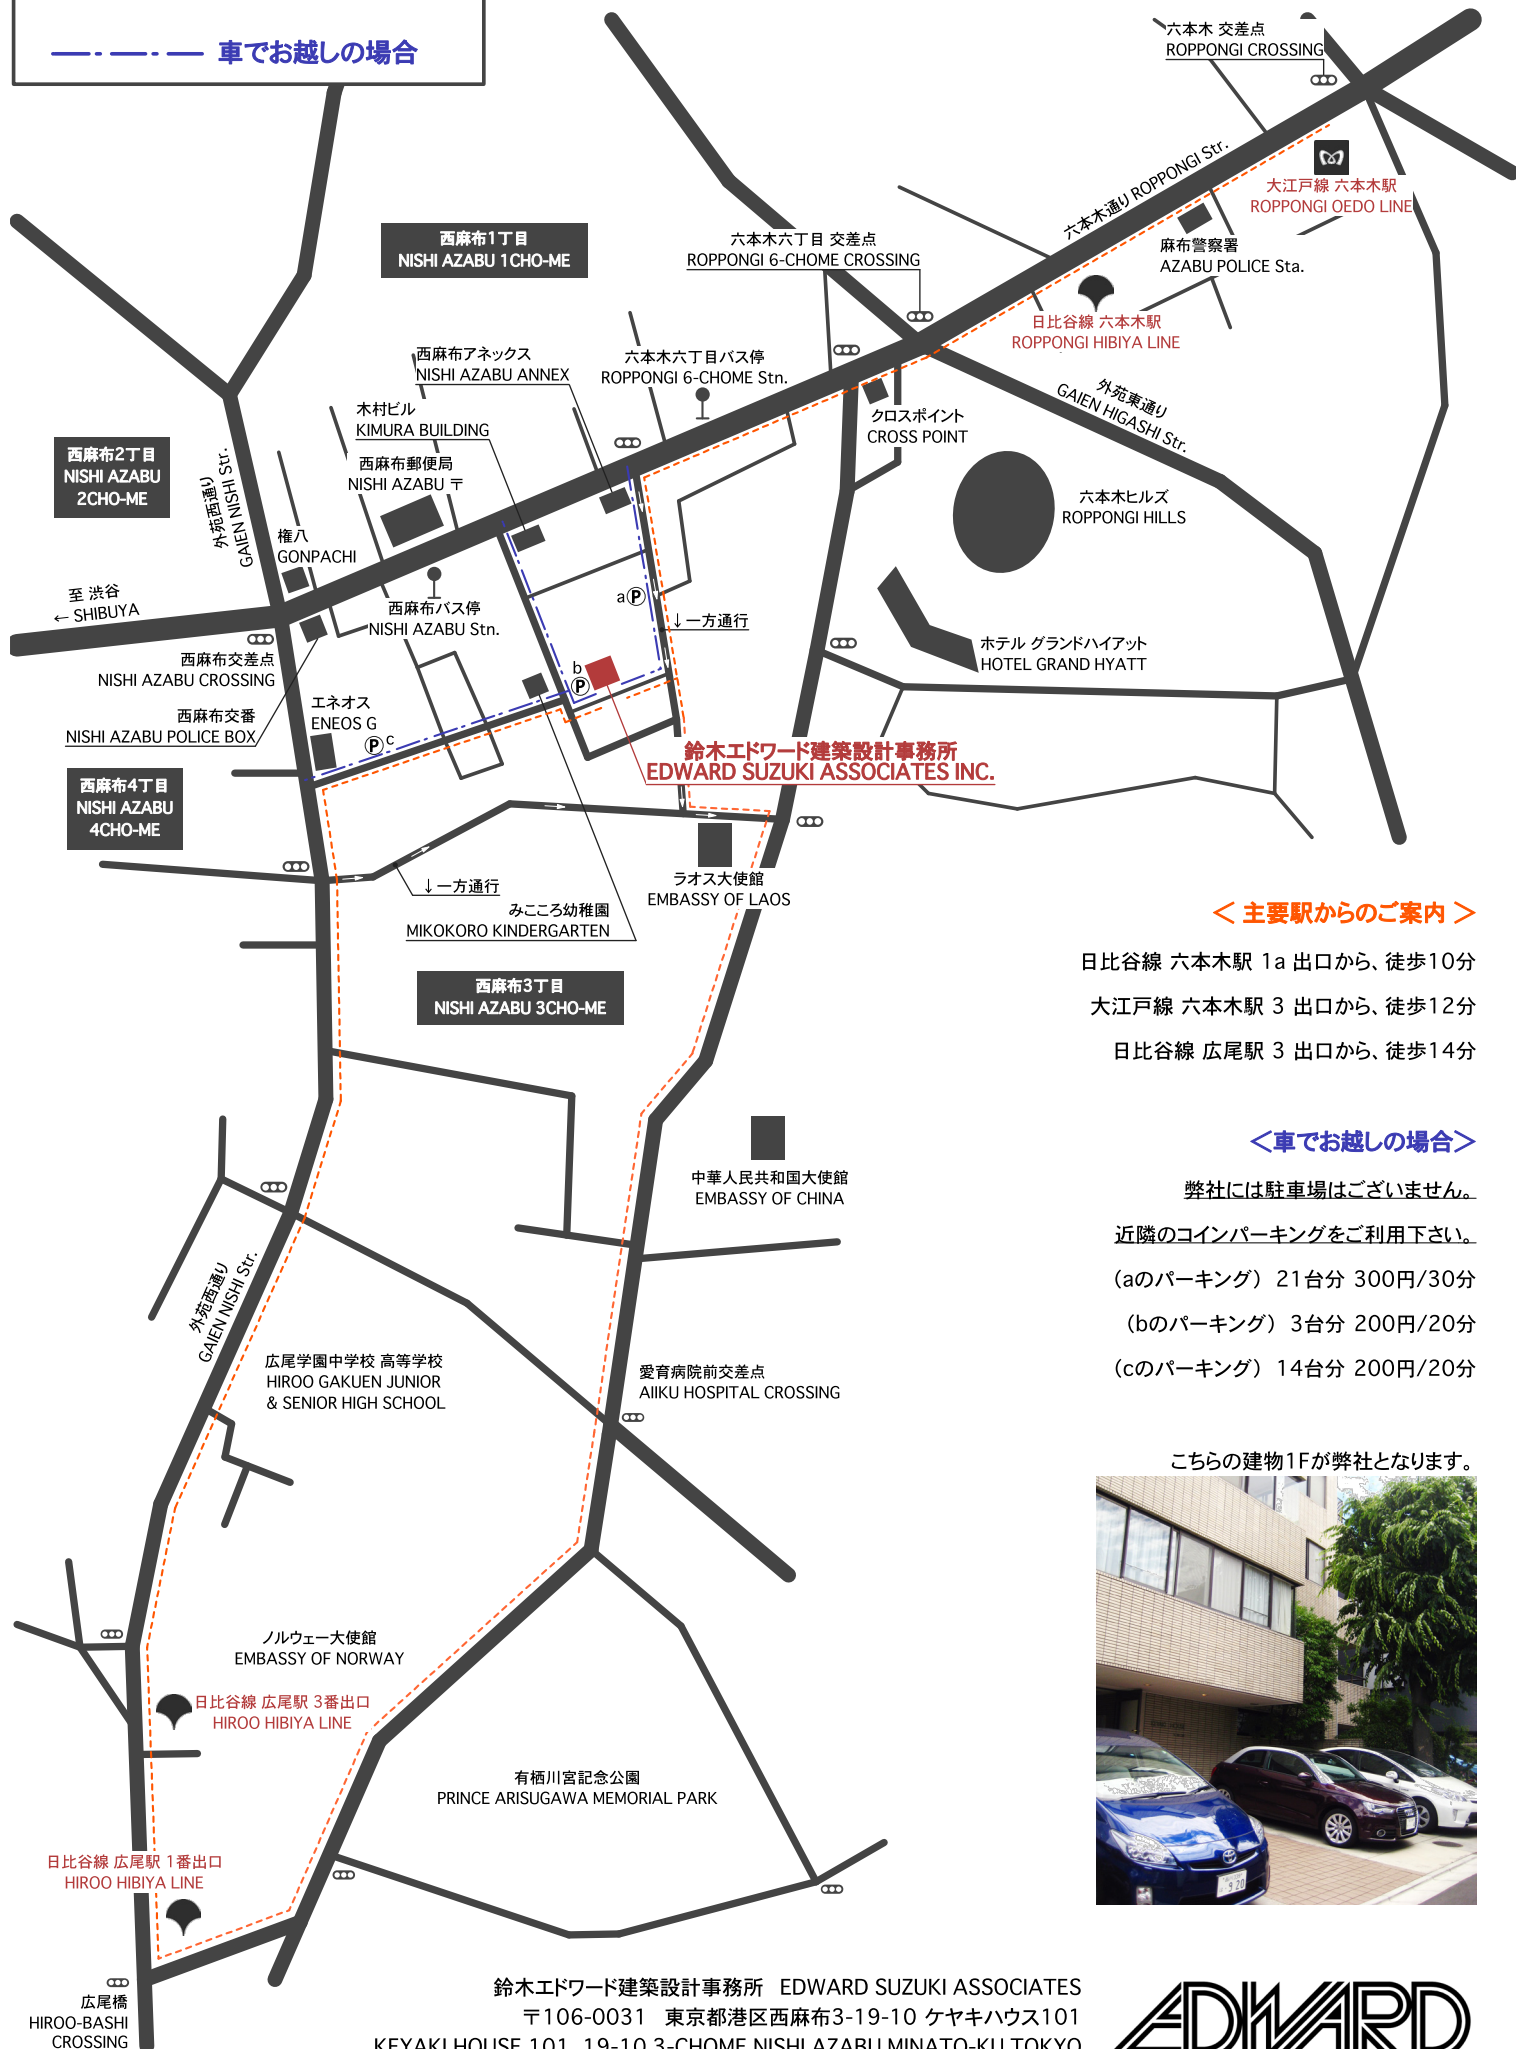 車でお越しの場合
六本木 交差点
ROPPONGI CROSSING
六本木通り ROPPONGI Str.
大江戸線 六本木駅
ROPPONGI OEDO LINE
麻布警察署
AZABU POLICE Sta.
西麻布1丁目
NISHI AZABU 1CHO-ME
六本木六丁目 交差点
ROPPONGI 6-CHOME CROSSING
日比谷線 六本木駅
ROPPONGI HIBIYA LINE
西麻布アネックス
NISHI AZABU ANNEX
六本木六丁目バス停
ROPPONGI 6-CHOME Stn.
外苑東通り
GAIEN HIGASHI Str.
木村ビル
KIMURA BUILDING
クロスポイント
CROSS POINT
西麻布2丁目
NISHI AZABU
2CHO-ME
外苑西通り
GAIEN NISHI Str.
西麻布郵便局
NISHI AZABU 〒
六本木ヒルズ
ROPPONGI HILLS
権八
GONPACHI
至 渋谷
← SHIBUYA
西麻布バス停
NISHI AZABU Stn.
a P
↓一方通行
ホテル グランドハイアット
HOTEL GRAND HYATT
西麻布交差点
NISHI AZABU CROSSING
b
P
エネオス
ENEOS G
西麻布交番
NISHI AZABU POLICE BOX
P c
鈴木エドワード建築設計事務所
EDWARD SUZUKI ASSOCIATES INC.
西麻布4丁目
NISHI AZABU
4CHO-ME
↓一方通行
ラオス大使館
EMBASSY OF LAOS
みこころ幼稚園
MIKOKORO KINDERGARTEN
＜ 主要駅からのご案内 ＞
日比谷線 六本木駅 1a 出口から、徒歩10分
大江戸線 六本木駅 3 出口から、徒歩12分
日比谷線 広尾駅 3 出口から、徒歩14分
西麻布3丁目
NISHI AZABU 3CHO-ME
＜車でお越しの場合＞
弊社には駐車場はございません。
近隣のコインパーキングをご利用下さい。
（aのパーキング） 21台分 300円/30分
（bのパーキング） 3台分 200円/20分
（cのパーキング） 14台分 200円/20分
中華人民共和国大使館
EMBASSY OF CHINA
外苑西通り
GAIEN NISHI Str.
広尾学園中学校 高等学校
HIROO GAKUEN JUNIOR
& SENIOR HIGH SCHOOL
愛育病院前交差点
AIIKU HOSPITAL CROSSING
こちらの建物1Fが弊社となります。
ノルウェー大使館
EMBASSY OF NORWAY
日比谷線 広尾駅 3番出口
HIROO HIBIYA LINE
有栖川宮記念公園
PRINCE ARISUGAWA MEMORIAL PARK
日比谷線 広尾駅 1番出口
HIROO HIBIYA LINE
・920
広尾橋
HIROO-BASHI
CROSSING
鈴木エドワード建築設計事務所 EDWARD SUZUKI ASSOCIATES
〒106-0031 東京都港区西麻布3-19-10 ケヤキハウス101
KEYAKI HOUSE 101, 19-10 3-CHOME NISHI AZABU MINATO-KU TOKYO
EDWARD